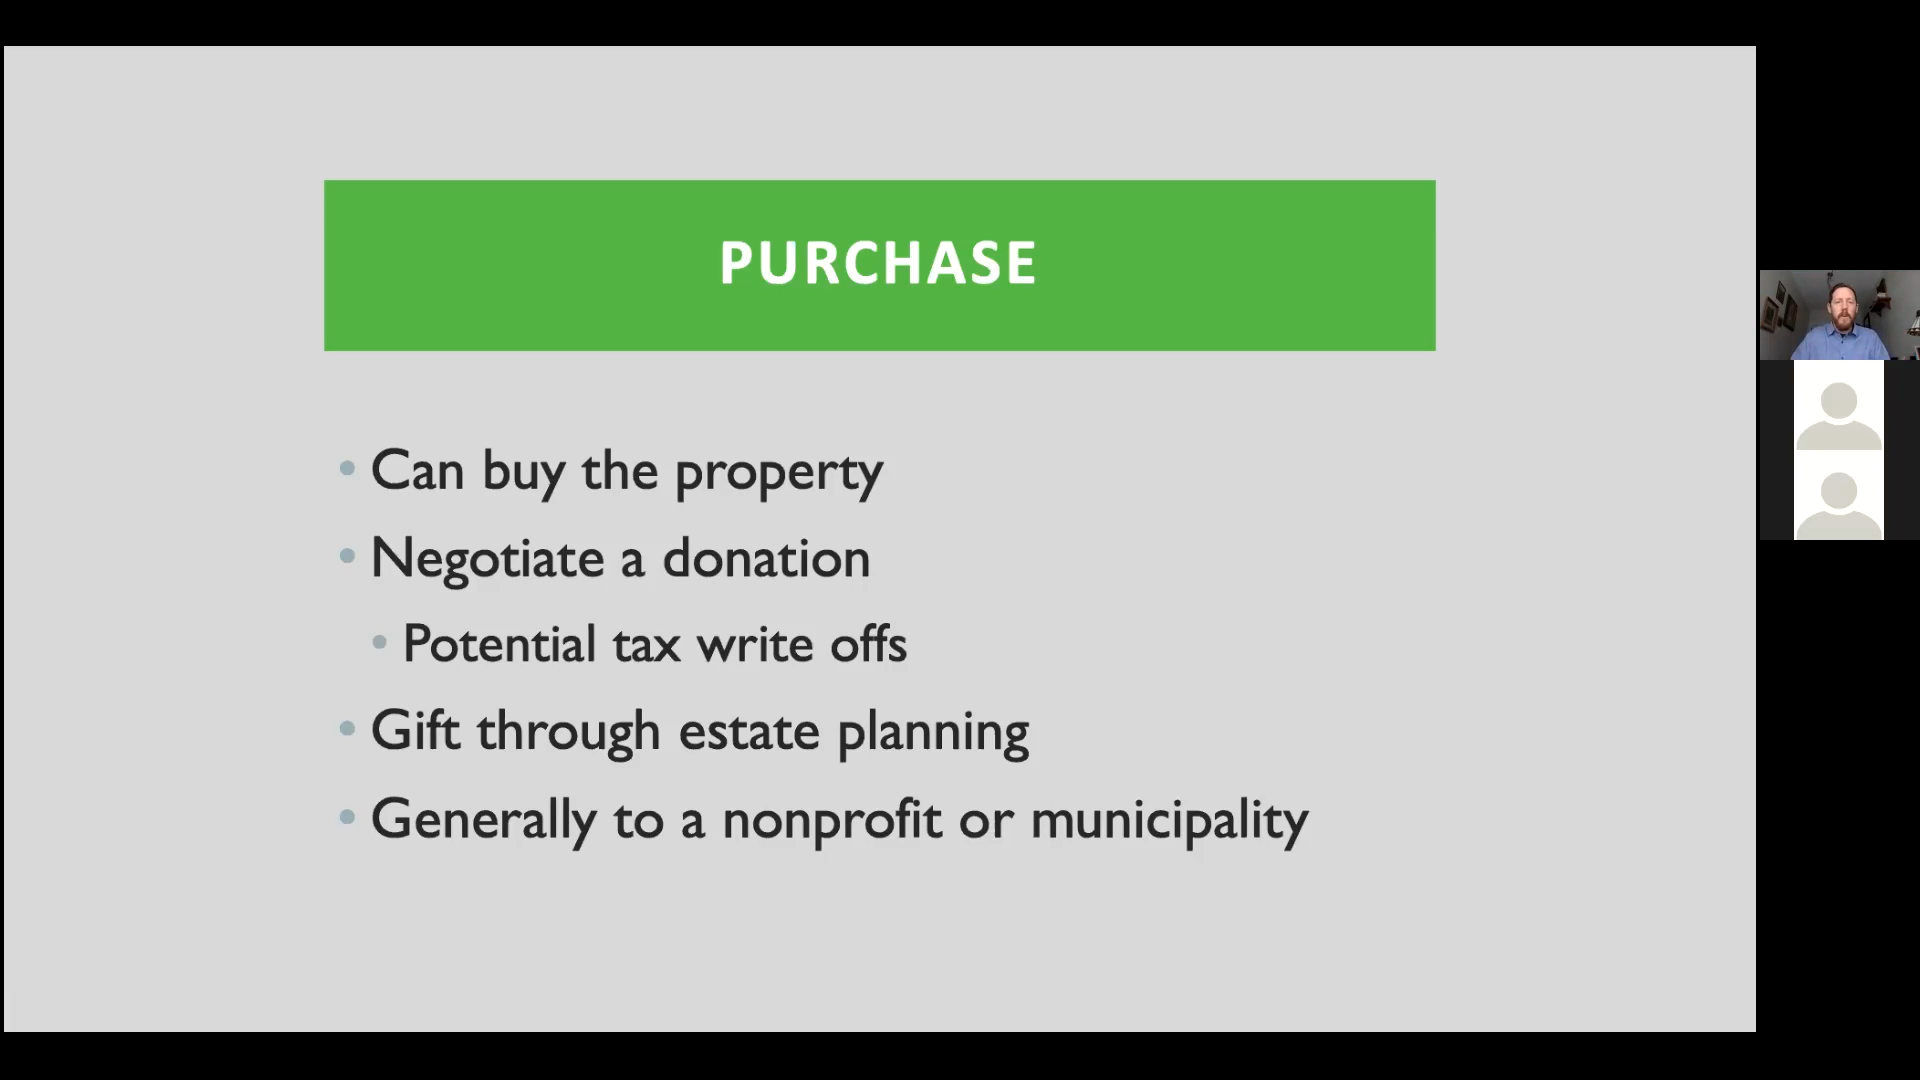 PURCHASE
• Can buy the property
• Negotiate a donation
• Potential tax write offs
• Gift through estate planning
• Generally to a nonprofit or municipality